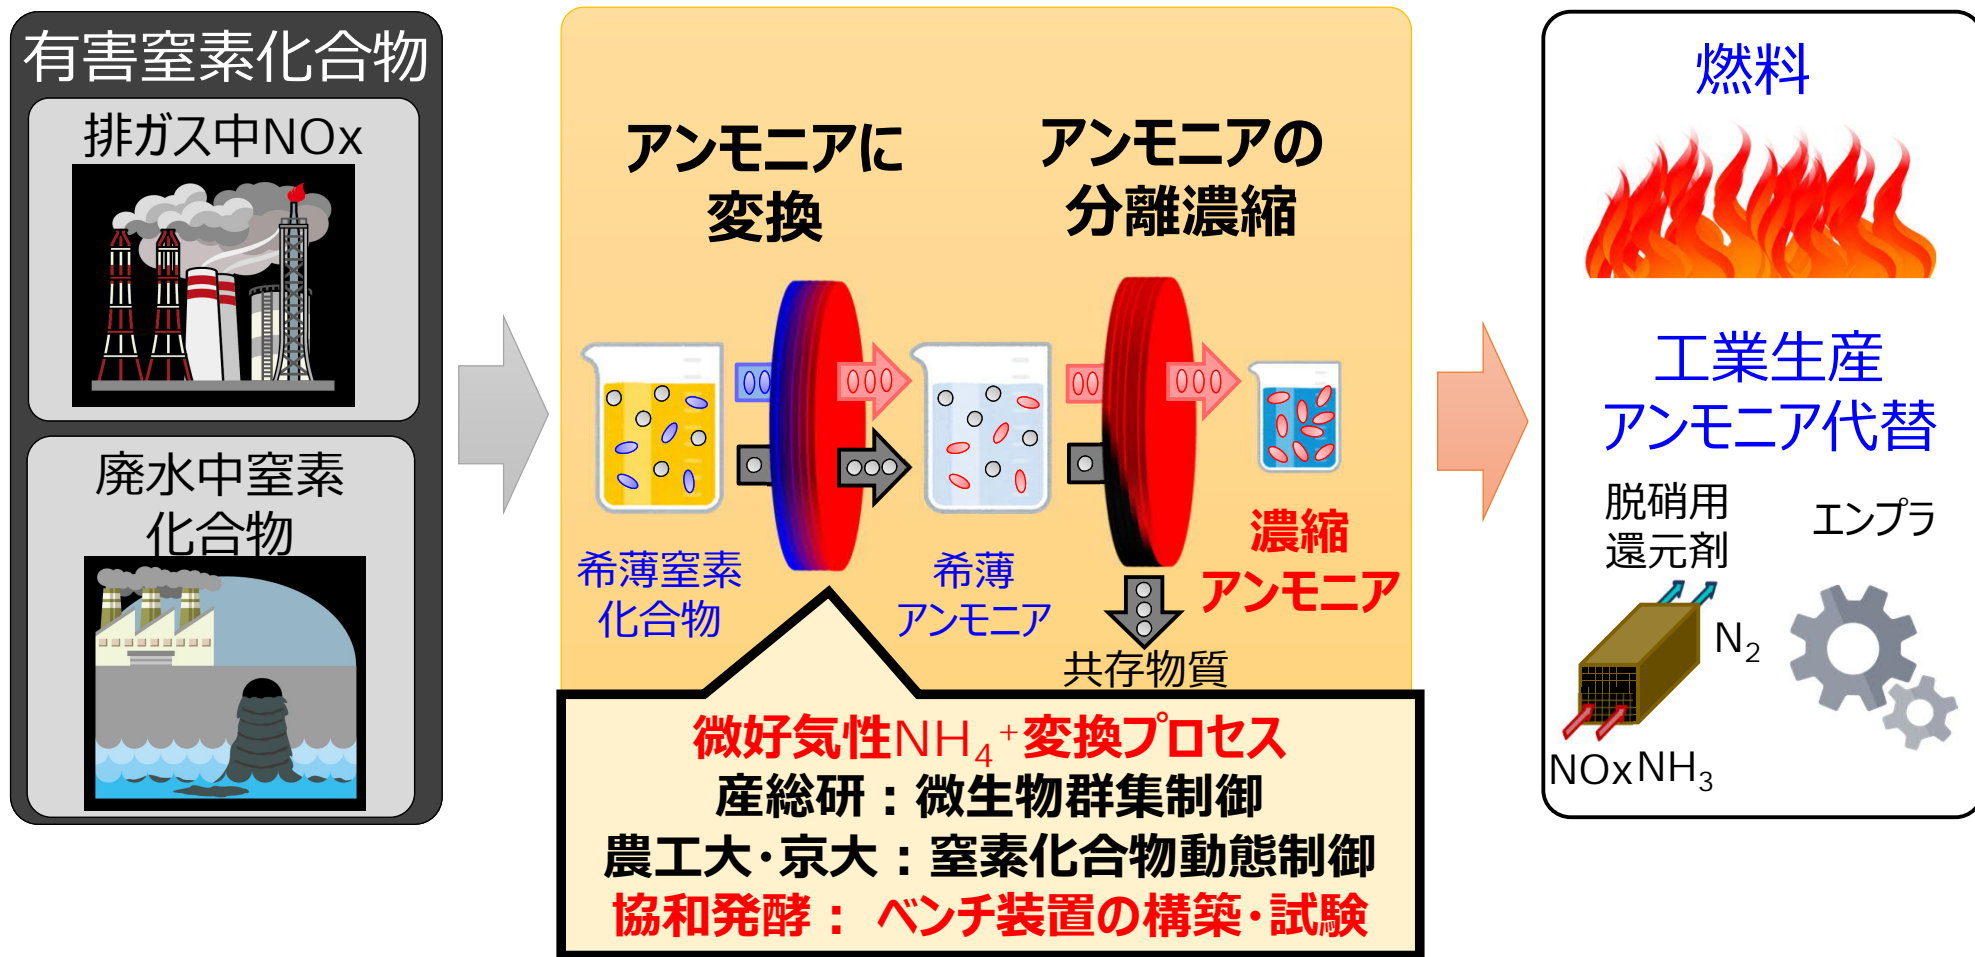 有害窒素化合物
排ガス中NOx
廃水中窒素
化合物
アンモニアに
変換
アンモニアの
分離濃縮
希薄窒素
化合物
希薄
アンモニア
濃縮
アンモニア
共存物質
微好気性NH₄⁺変換プロセス
産総研：微生物群集制御
農工大・京大：窒素化合物動態制御
協和発酵： ベンチ装置の構築・試験
燃料
工業生産
アンモニア代替
脱硝用
還元剤
エンプラ
N₂
NOx NH₃